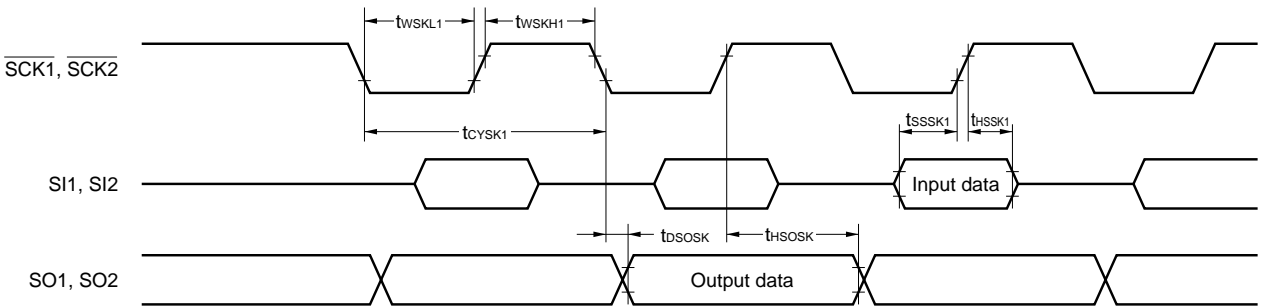 tWSKL1 tWSKH1
SCK1, SCK2
tCYSK1 tSSSK1 tHSSK1
SI1, SI2 Input data
tDSOSK tHSOSK
SO1, SO2 Output data